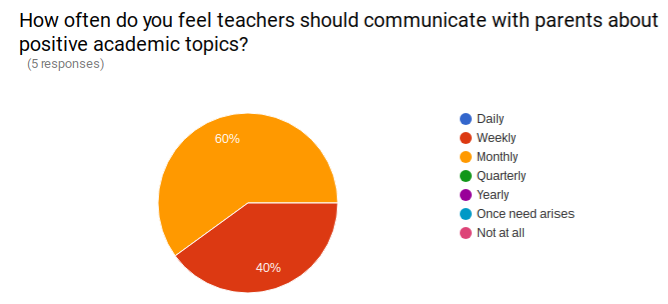 How often do you feel teachers should communicate with parents about
positive academic topics?
(5 responses)
60%
40%
Daily
Weekly
Monthly
Quarterly
Yearly
Once need arises
Not at all